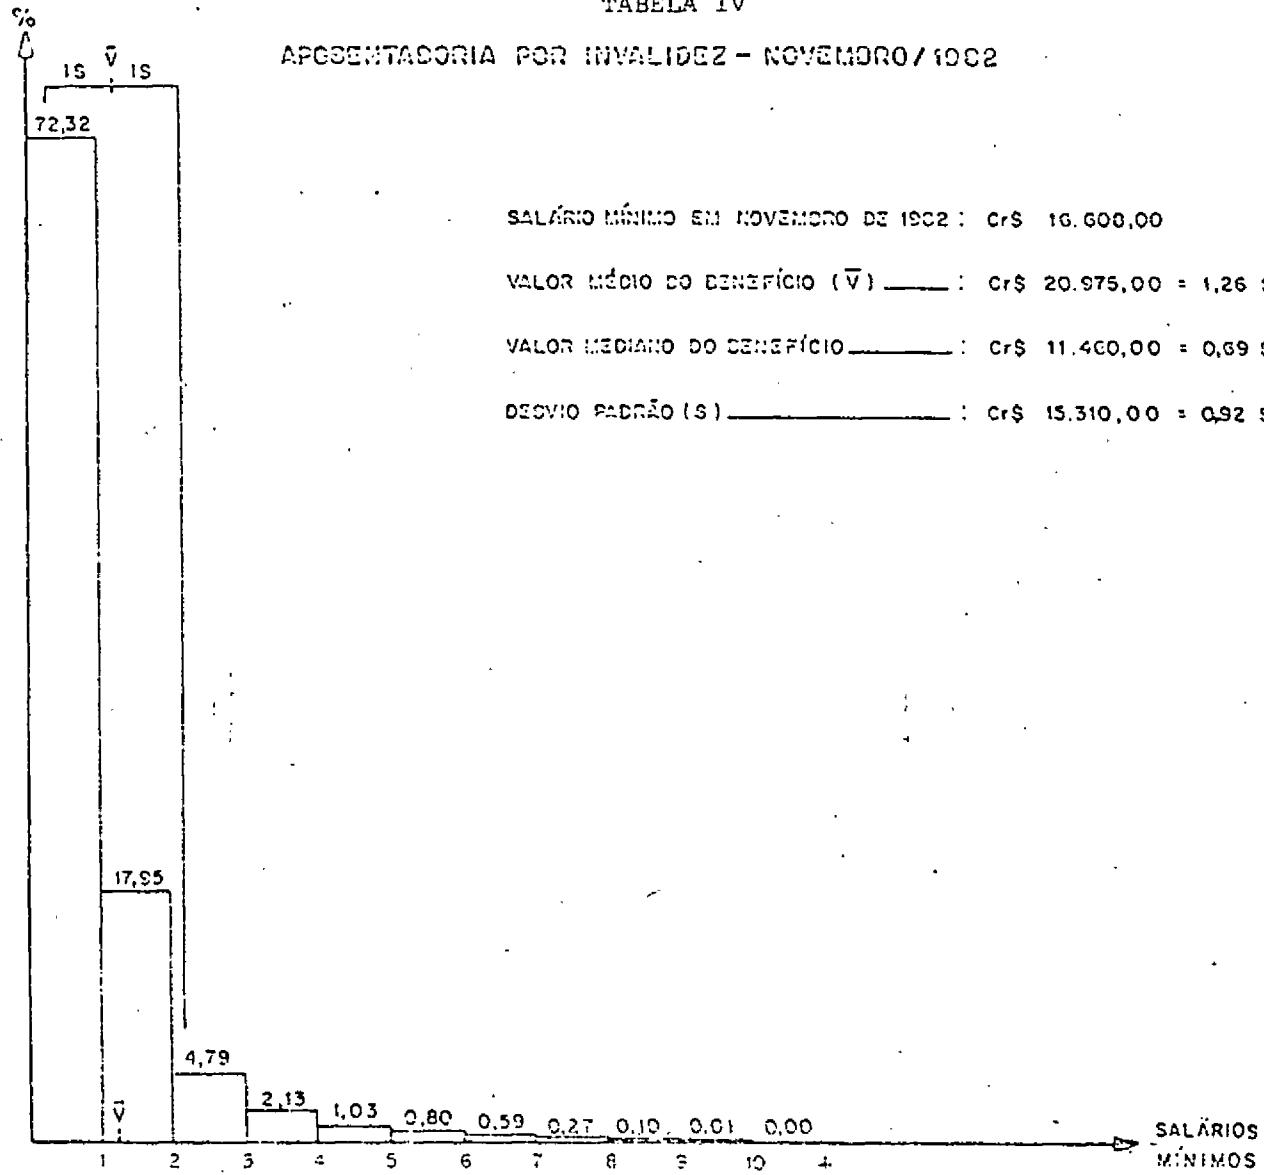 TABELA IV
%
APOSENTADORIA POR INVALIDEZ - NOVEMBRO/1982
1S V̄ 1S
72,32
SALÁRIO MÍNIMO EM NOVEMBRO DE 1982 : Cr$ 16.608,00
VALOR MÉDIO DO BENEFÍCIO (V̄) : Cr$ 20.975,00 = 1,26 S
VALOR MEDIANO DO BENEFÍCIO : Cr$ 11.460,00 = 0,69 S
DESVIO PADRÃO (S) : Cr$ 15.310,00 = 0,92 S
17,95
4,79
2,13
1,03
0,80
0,59
0,27
0,10
0,01
0,00
V̄
1 2 3 4 5 6 7 8 9 10
SALÁRIOS
MÍNIMOS